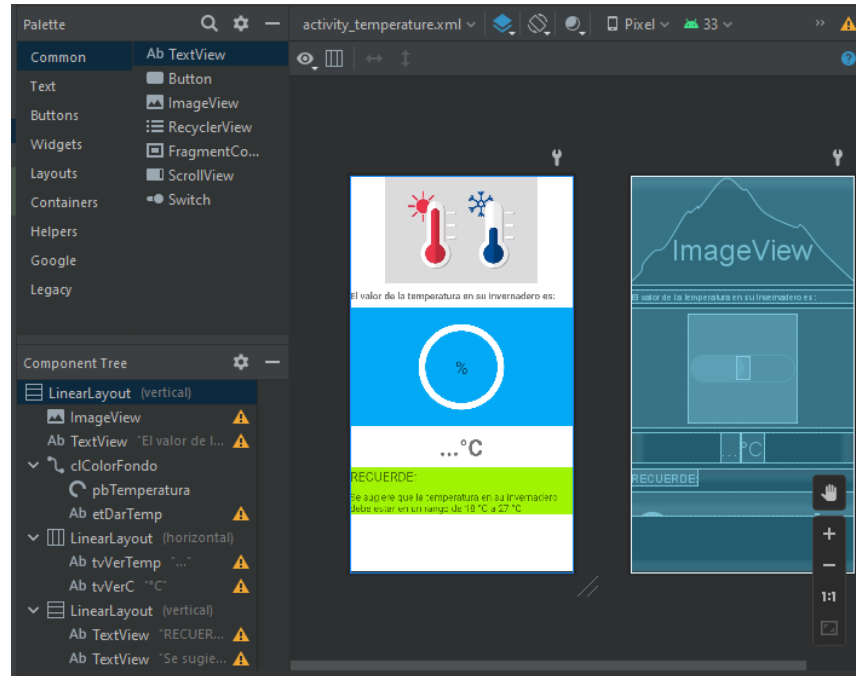 Palette
Common
Text
Buttons
Widgets
Layouts
Containers
Helpers
Google
Legacy
Ab TextView
Button
ImageView
RecyclerView
FragmentCo...
ScrollView
Switch
Component Tree
LinearLayout (vertical)
ImageView
Ab TextView "El valor de l...
clColorFondo
pbTemperatura
Ab etDarTemp
LinearLayout (horizontal)
Ab tvVerTemp "..."
Ab tvVerC "°C"
LinearLayout (vertical)
Ab TextView "RECUER...
Ab TextView "Se sugie...
activity_temperature.xml
Pixel
33
»
?
El valor de la temperatura en su invernadero es:
%
...°C
RECUERDE:
Se sugiere que la temperatura en su invernadero
debe estar en un rango de 18 °C a 27 °C
ImageView
El valor de la temperatura en su invernadero es:
...°C
RECUERDE:
+
−
1:1